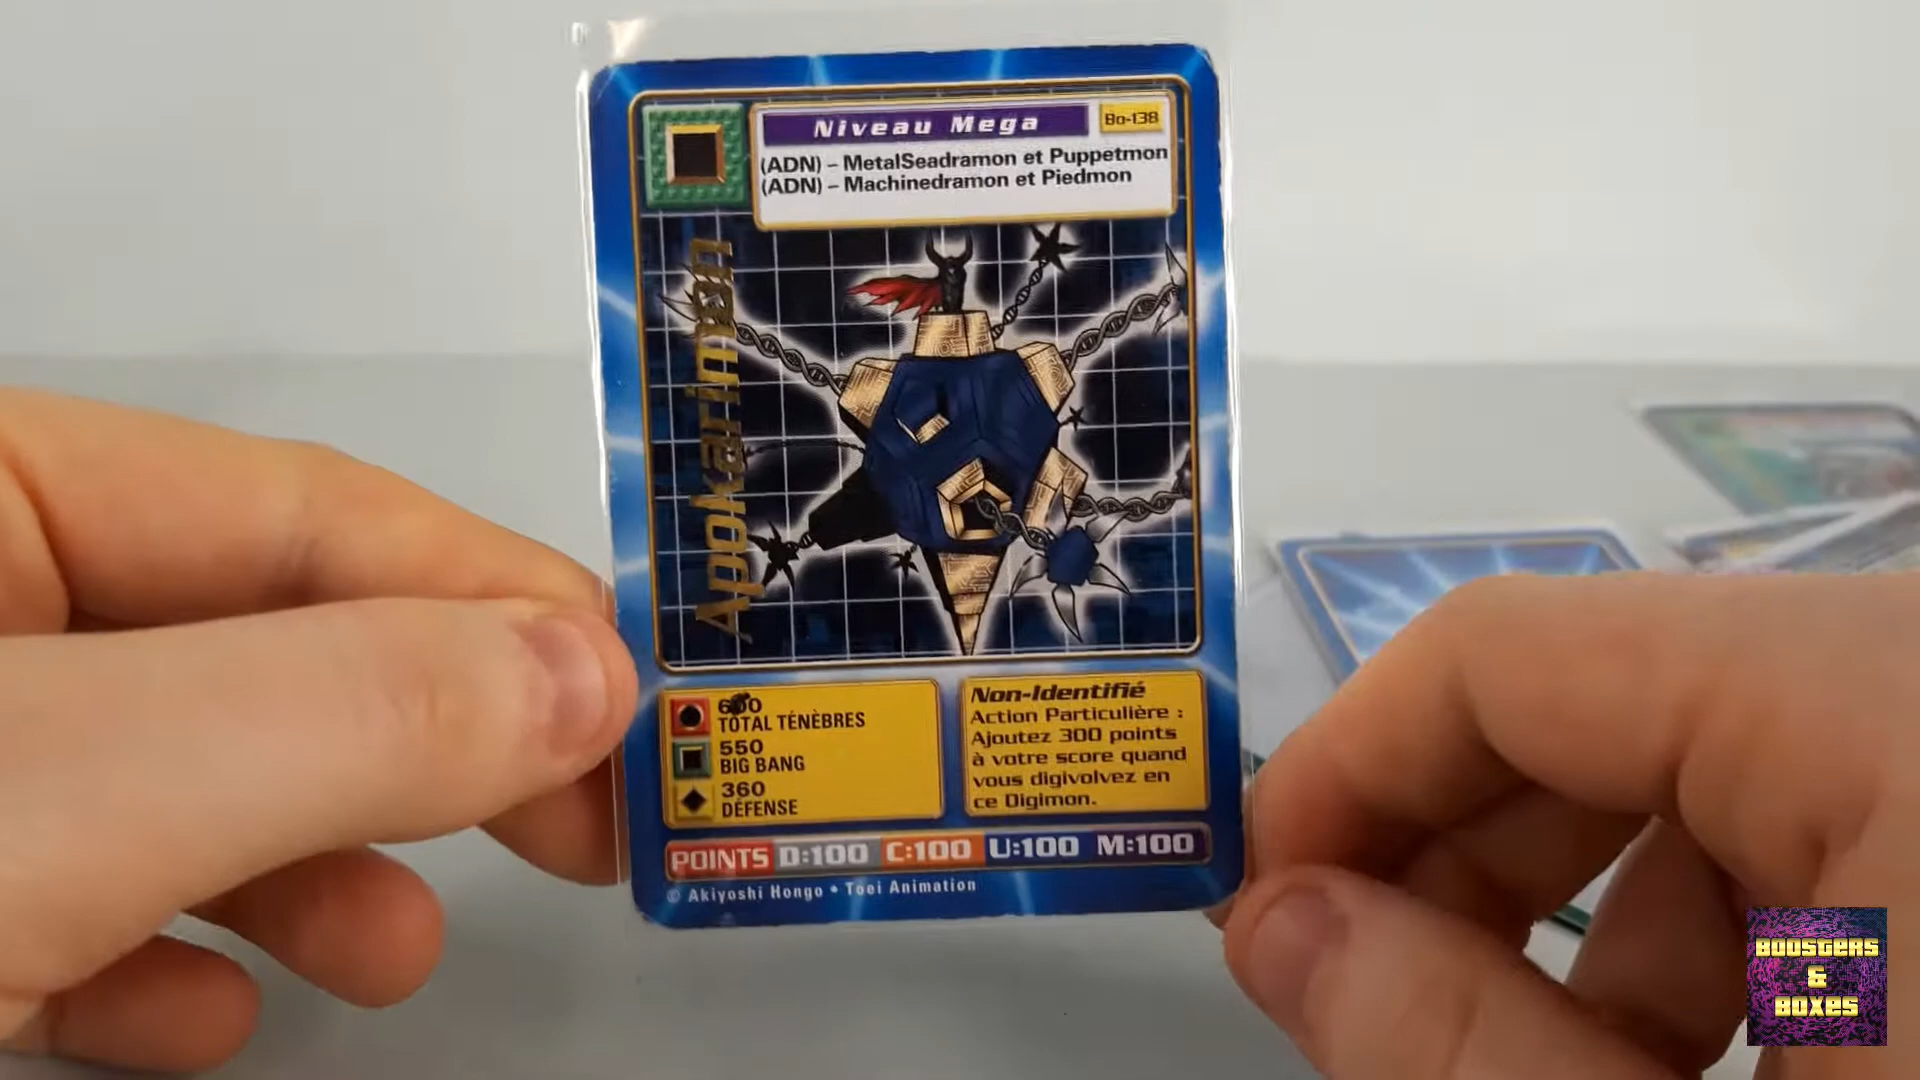 Niveau Mega
Bo-138
(ADN) – MetalSeadramon et Puppetmon
(ADN) – Machinedramon et Piedmon
Apokarimon
600
TOTAL TÉNÈBRES
550
BIG BANG
360
DÉFENSE
Non-Identifié
Action Particulière :
Ajoutez 300 points
à votre score quand
vous digivolvez en
ce Digimon.
POINTS D:100 C:100 U:100 M:100
© Akiyoshi Hongo • Toei Animation
BOOSTERS
&
BOXES